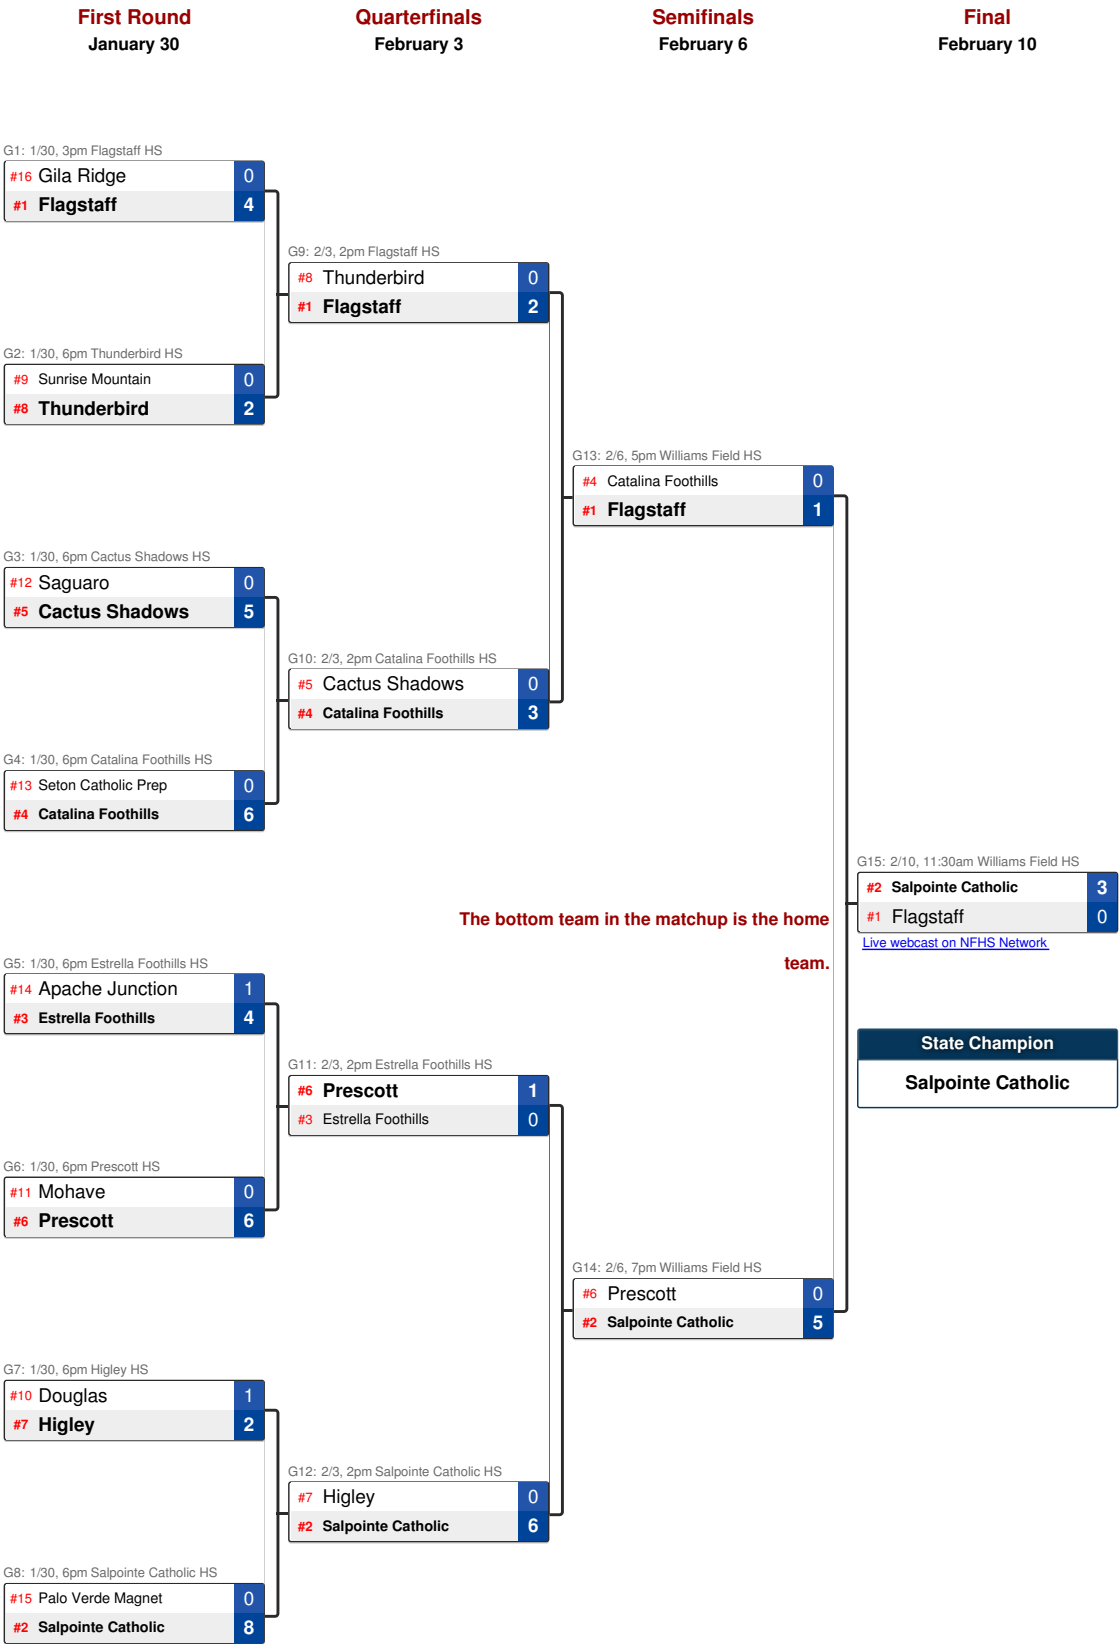 First Round
January 30
Quarterfinals
February 3
Semifinals
February 6
Final
February 10
G1: 1/30, 3pm Flagstaff HS
#16 Gila Ridge 0
#1 Flagstaff 4
G9: 2/3, 2pm Flagstaff HS
#8 Thunderbird 0
#1 Flagstaff 2
G2: 1/30, 6pm Thunderbird HS
#9 Sunrise Mountain 0
#8 Thunderbird 2
G13: 2/6, 5pm Williams Field HS
#4 Catalina Foothills 0
#1 Flagstaff 1
G3: 1/30, 6pm Cactus Shadows HS
#12 Saguaro 0
#5 Cactus Shadows 5
G10: 2/3, 2pm Catalina Foothills HS
#5 Cactus Shadows 0
#4 Catalina Foothills 3
G4: 1/30, 6pm Catalina Foothills HS
#13 Seton Catholic Prep 0
#4 Catalina Foothills 6
G15: 2/10, 11:30am Williams Field HS
#2 Salpointe Catholic 3
#1 Flagstaff 0
Live webcast on NFHS Network
The bottom team in the matchup is the home
team.
G5: 1/30, 6pm Estrella Foothills HS
#14 Apache Junction 1
#3 Estrella Foothills 4
State Champion
Salpointe Catholic
G11: 2/3, 2pm Estrella Foothills HS
#6 Prescott 1
#3 Estrella Foothills 0
G6: 1/30, 6pm Prescott HS
#11 Mohave 0
#6 Prescott 6
G14: 2/6, 7pm Williams Field HS
#6 Prescott 0
#2 Salpointe Catholic 5
G7: 1/30, 6pm Higley HS
#10 Douglas 1
#7 Higley 2
G12: 2/3, 2pm Salpointe Catholic HS
#7 Higley 0
#2 Salpointe Catholic 6
G8: 1/30, 6pm Salpointe Catholic HS
#15 Palo Verde Magnet 0
#2 Salpointe Catholic 8